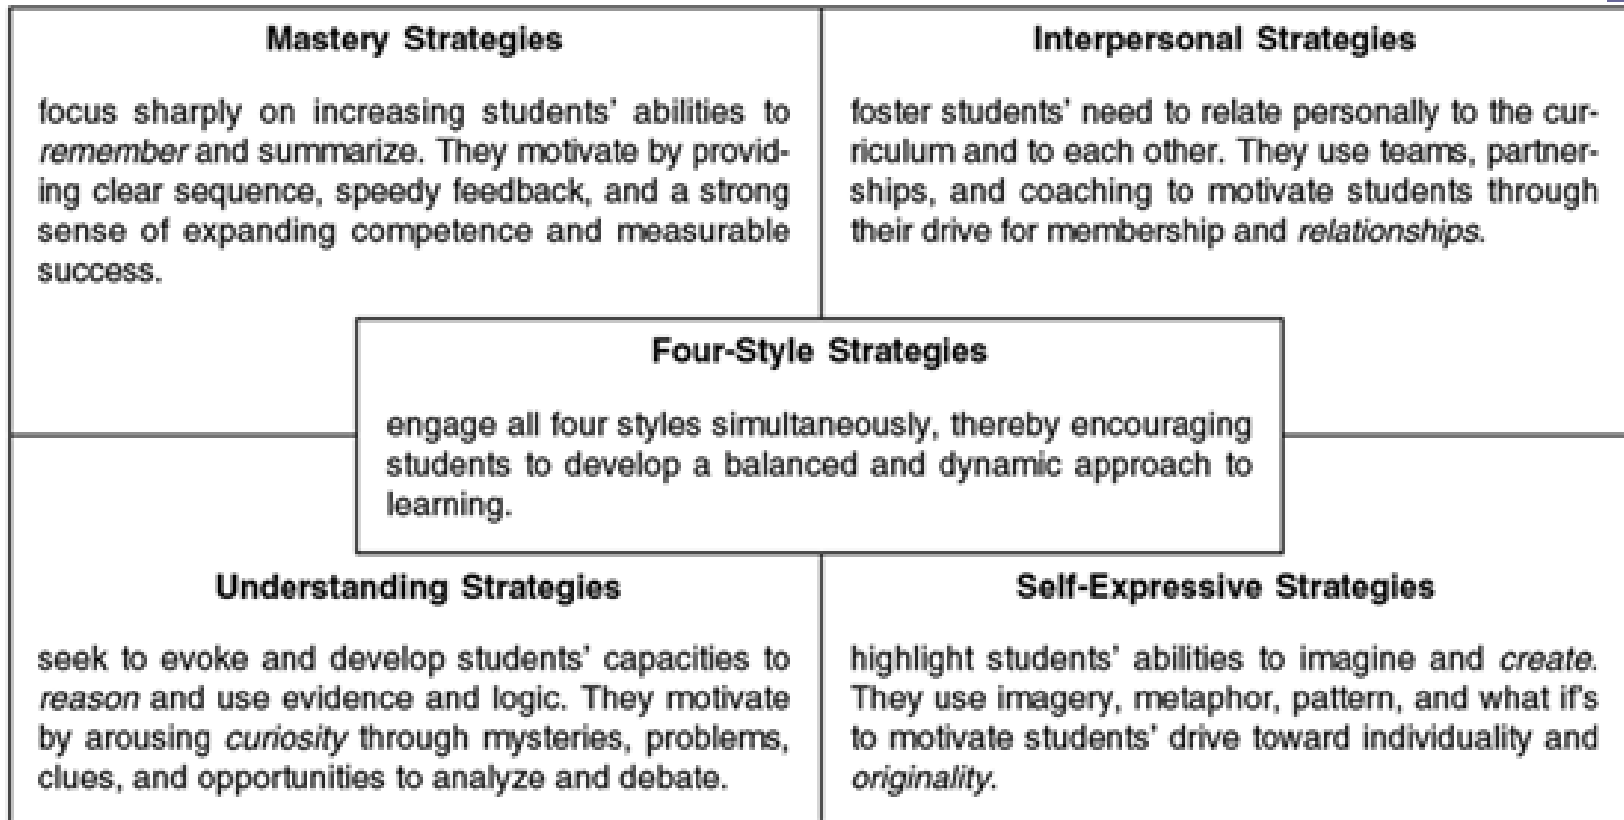 Mastery Strategies
focus sharply on increasing students' abilities to
remember and summarize. They motivate by provid-
ing clear sequence, speedy feedback, and a strong
sense of expanding competence and measurable
success.
Interpersonal Strategies
foster students' need to relate personally to the cur-
riculum and to each other. They use teams, partner-
ships, and coaching to motivate students through
their drive for membership and relationships.
Four-Style Strategies
engage all four styles simultaneously, thereby encouraging
students to develop a balanced and dynamic approach to
learning.
Understanding Strategies
seek to evoke and develop students' capacities to
reason and use evidence and logic. They motivate
by arousing curiosity through mysteries, problems,
clues, and opportunities to analyze and debate.
Self-Expressive Strategies
highlight students' abilities to imagine and create.
They use imagery, metaphor, pattern, and what if's
to motivate students' drive toward individuality and
originality.